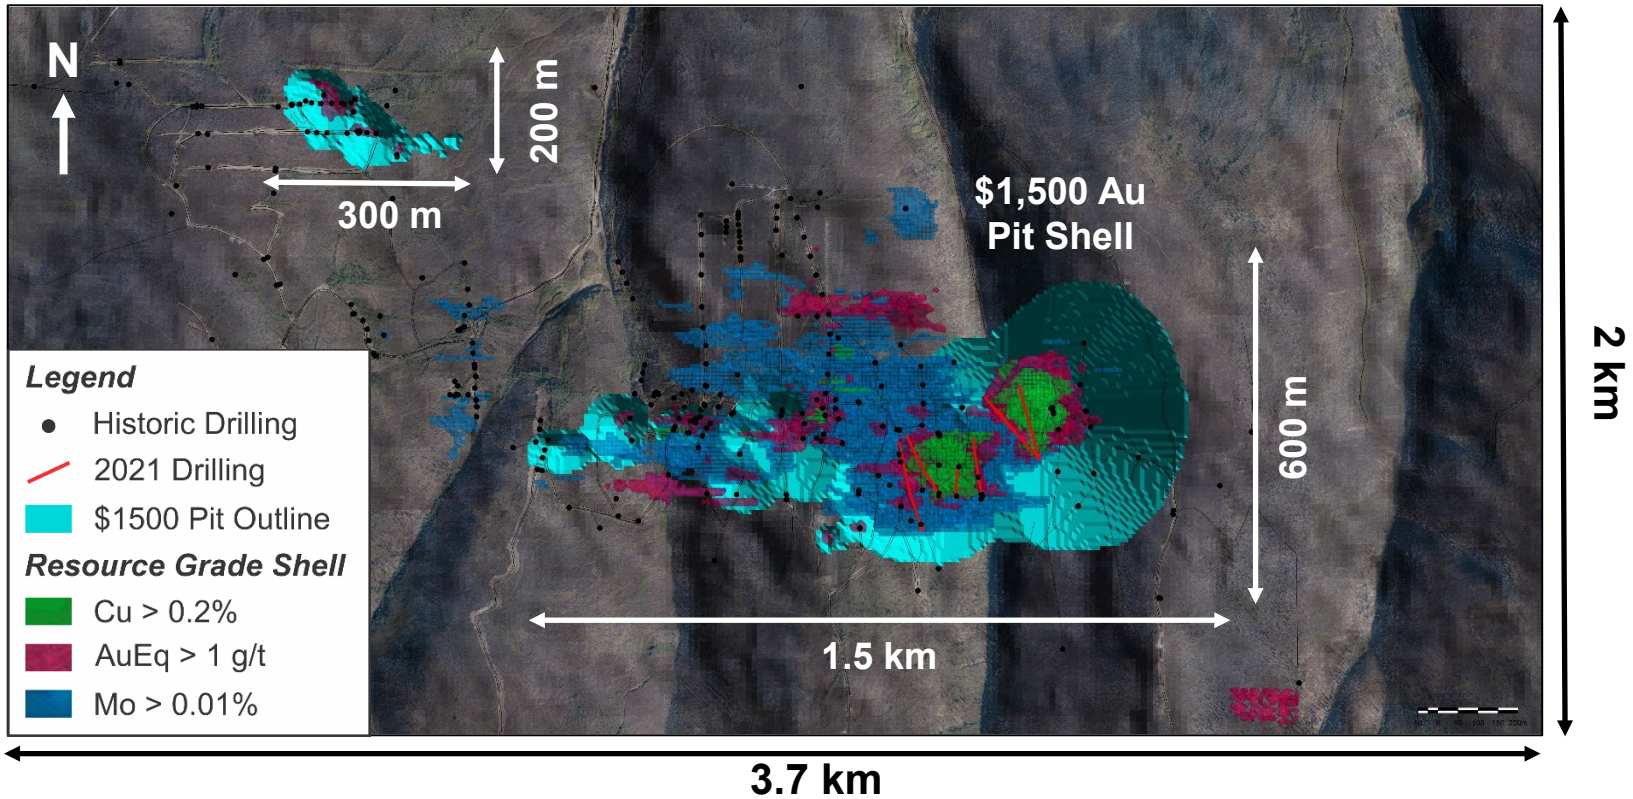 N
200 m
300 m
$1,500 Au
Pit Shell
600 m
2 km
Legend
Historic Drilling
2021 Drilling
$1500 Pit Outline
Resource Grade Shell
Cu > 0.2%
AuEq > 1 g/t
Mo > 0.01%
1.5 km
3.7 km